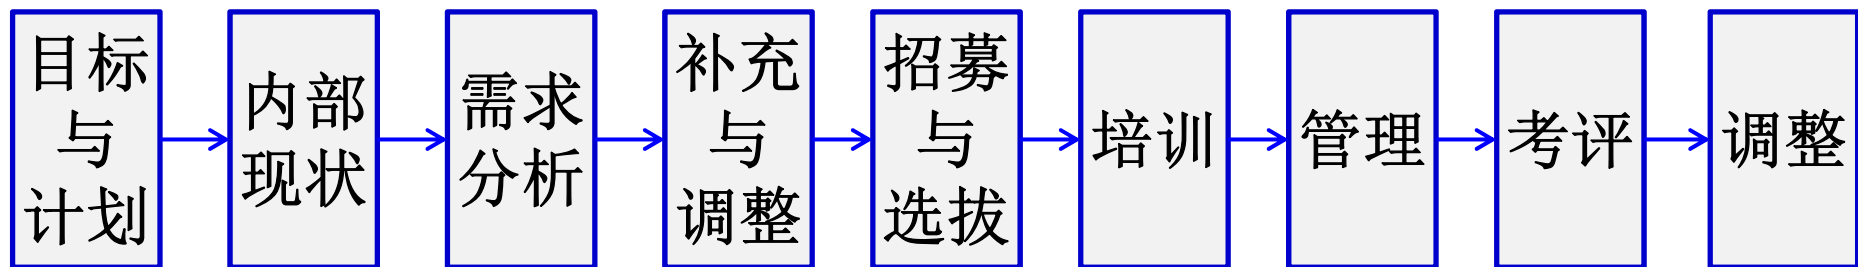 目标
与
计划
内部
现状
需求
分析
补充
与
调整
招募
与
选拔
培训
管理
考评
调整